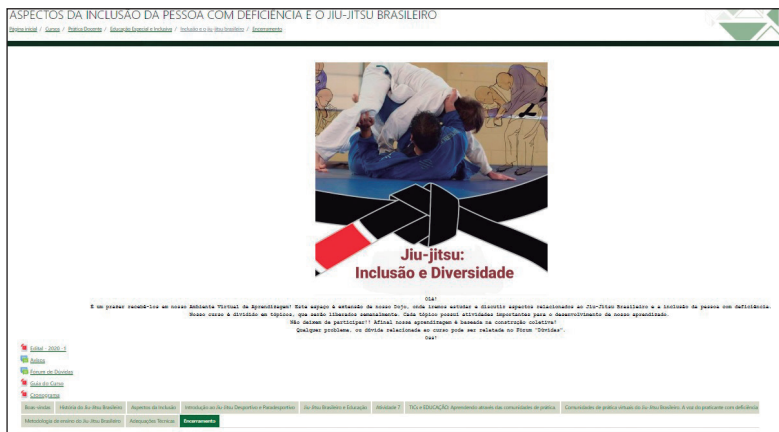 ASPECTOS DA INCLUSÃO DA PESSOA COM DEFICIÊNCIA E O JIU-JITSU BRASILEIRO
Página inicial / Cursos / Prática Docente / Educação Especial e Inclusiva / Inclusão e o Jiu-Jitsu brasileiro / Encerramento
Jiu-jitsu:
Inclusão e Diversidade
Olá!
É um prazer recebê-los em nosso Ambiente Virtual de Aprendizagem! Este espaço é extensão do nosso Dojo, onde iremos estudar e discutir aspectos relacionados ao Jiu-Jitsu Brasileiro e a inclusão da pessoa com deficiência.
Nosso curso é dividido em tópicos, que serão liberados semanalmente. Cada tópico possui atividades importantes para o desenvolvimento do nosso aprendizado.
Não deixem de participar!! Afinal nossa aprendizagem é baseada na construção coletiva!
Qualquer problema, ou dúvida relacionada ao curso pode ser relatada no Fórum "Dúvidas".
Oss!
Edital - 2020 -1
Avisos
Fórum de Dúvidas
Guia do Curso
Cronograma
Boas-vindas História do Jiu-Jitsu Brasileiro Aspectos da Inclusão Introdução ao Jiu-Jitsu Desportivo e Paradesportivo Jiu-Jitsu Brasileiro e Educação Atividade 7 TICs e EDUCAÇÃO: Aprendendo através das comunidades de prática Comunidades de prática virtuais do Jiu-Jitsu Brasileiro: A voz do praticante com deficiência
Metodologia de ensino do Jiu-Jitsu Brasileiro Adequações Técnicas Encerramento